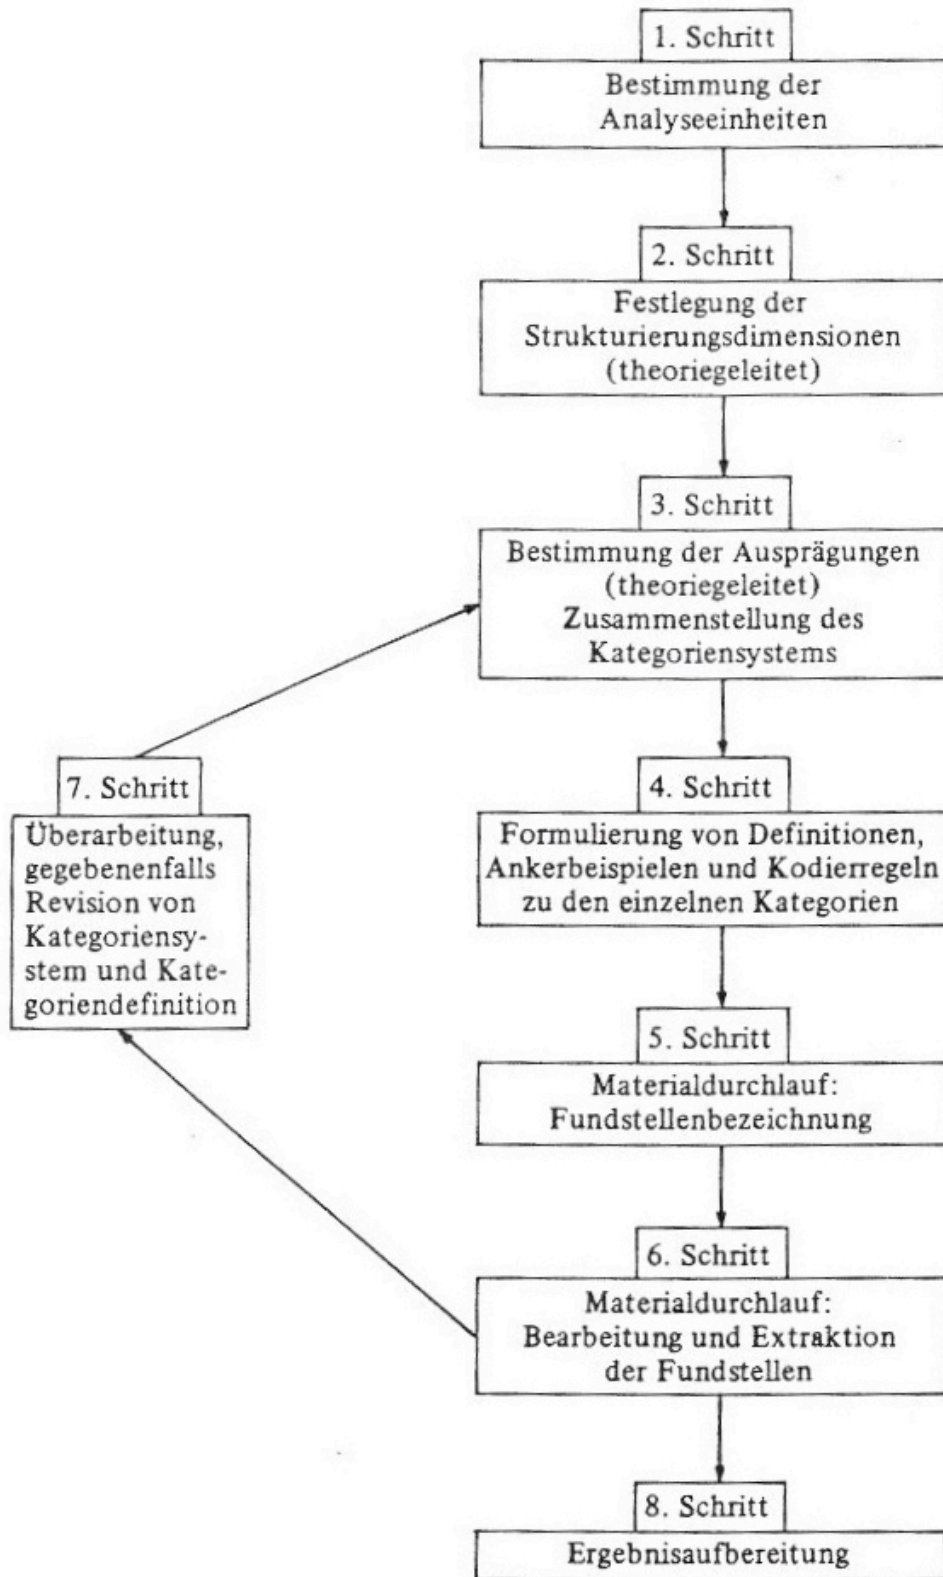 1. Schritt
Bestimmung der
Analyseeinheiten
2. Schritt
Festlegung der
Strukturierungsdimensionen
(theoriegeleitet)
3. Schritt
Bestimmung der Ausprägungen
(theoriegeleitet)
Zusammenstellung des
Kategoriensystems
4. Schritt
Formulierung von Definitionen,
Ankerbeispielen und Kodierregeln
zu den einzelnen Kategorien
5. Schritt
Materialdurchlauf:
Fundstellenbezeichnung
6. Schritt
Materialdurchlauf:
Bearbeitung und Extraktion
der Fundstellen
7. Schritt
Überarbeitung,
gegebenenfalls
Revision von
Kategoriensy-
stem und Kate-
goriendefinition
8. Schritt
Ergebnisaufbereitung